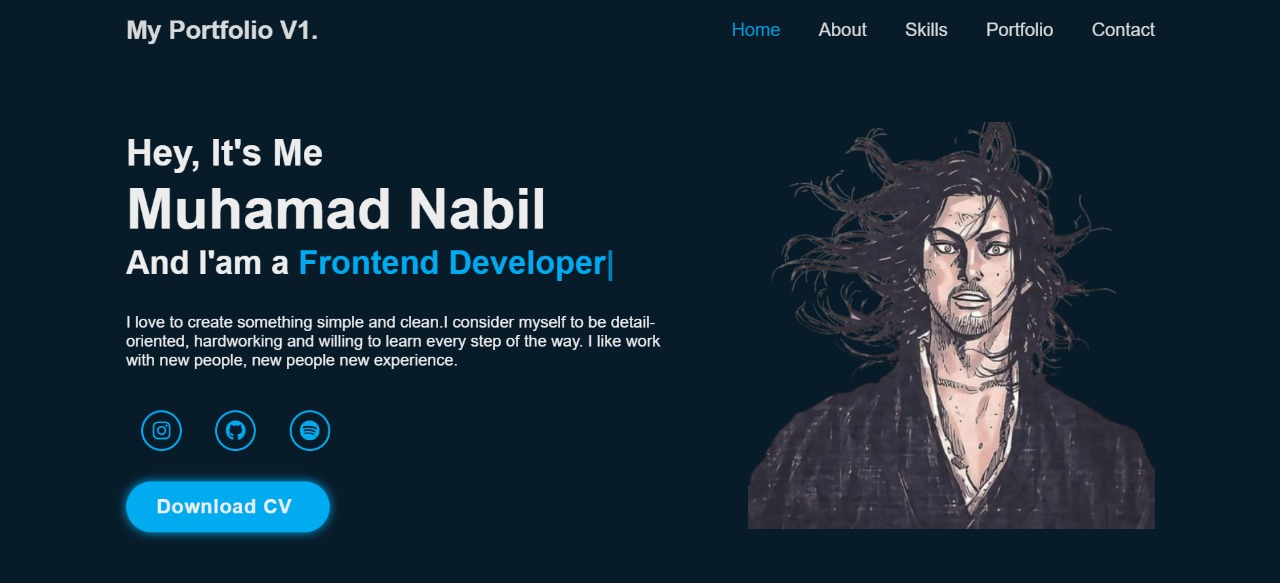 My Portfolio V1.
Home About Skills Portfolio Contact
Hey, It's Me
Muhamad Nabil
And I'am a Frontend Developer|
I love to create something simple and clean.I consider myself to be detail-
oriented, hardworking and willing to learn every step of the way. I like work
with new people, new people new experience.
Download CV